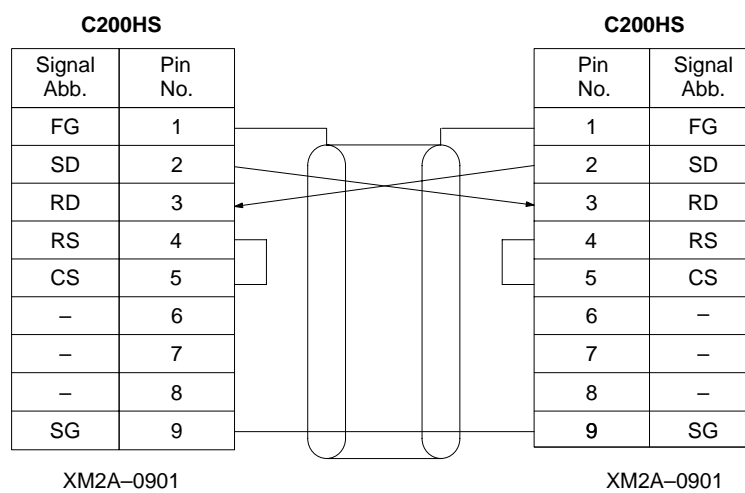 C200HS C200HS
Signal Abb. Pin No. Pin No. Signal Abb.
FG 1 1 FG
SD 2 2 SD
RD 3 3 RD
RS 4 4 RS
CS 5 5 CS
– 6 6 –
– 7 7 –
– 8 8 –
SG 9 9 SG
XM2A–0901 XM2A–0901